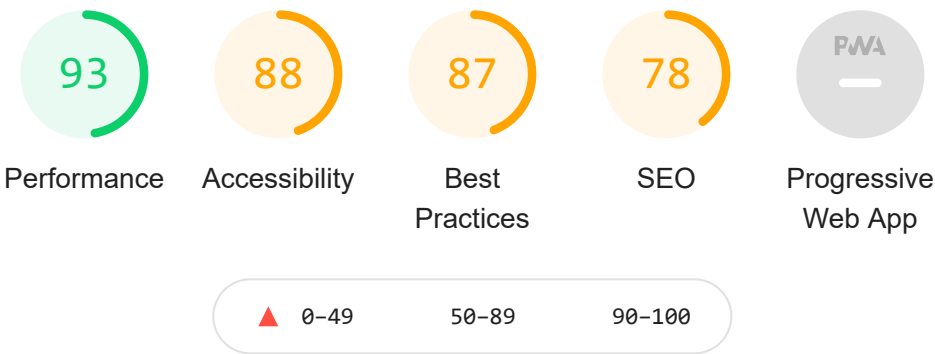 93 88 87 78 PWA
Performance Accessibility Best Practices SEO Progressive Web App
0–49 50–89 90–100